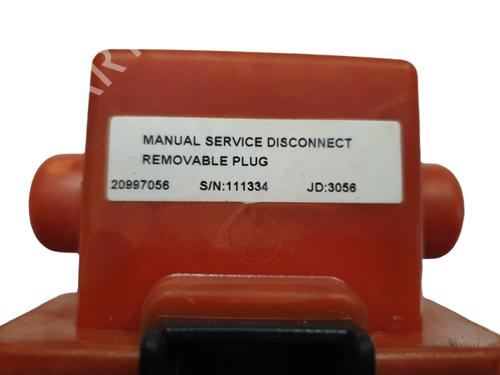 MANUAL SERVICE DISCONNECT
REMOVABLE PLUG
20997056 S/N:111334 JD:3056